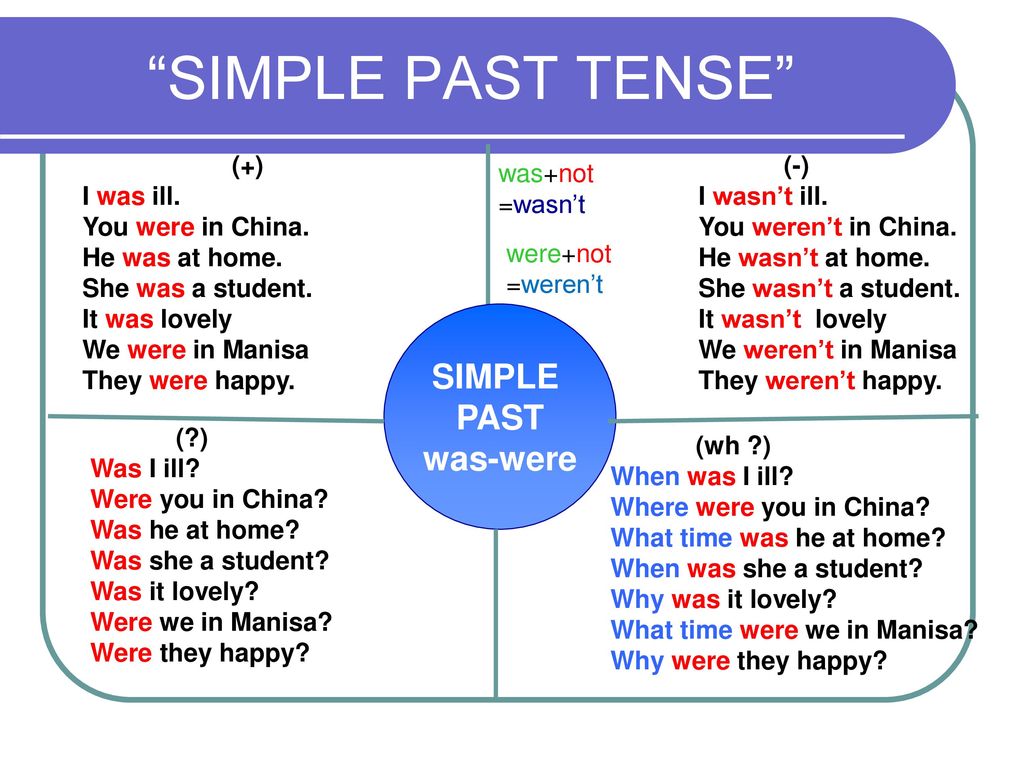 “SIMPLE PAST TENSE”
(+)
I was ill.
You were in China.
He was at home.
She was a student.
It was lovely
We were in Manisa
They were happy.
was+not
=wasn’t
were+not
=weren’t
(-)
I wasn’t ill.
You weren’t in China.
He wasn’t at home.
She wasn’t a student.
It wasn’t  lovely
We weren’t in Manisa
They weren’t happy.
SIMPLE
PAST
was-were
(?)
Was I ill?
Were you in China?
Was he at home?
Was she a student?
Was it lovely?
Were we in Manisa?
Were they happy?
(wh ?)
When was I ill?
Where were you in China?
What time was he at home?
When was she a student?
Why was it lovely?
What time were we in Manisa?
Why were they happy?